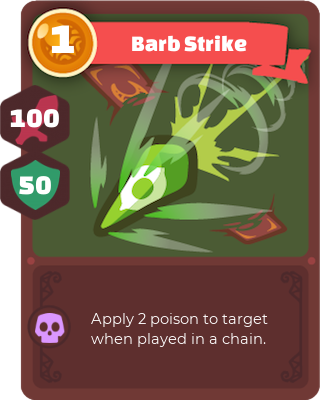 1
Barb Strike
100
50
Apply 2 poison to target
when played in a chain.